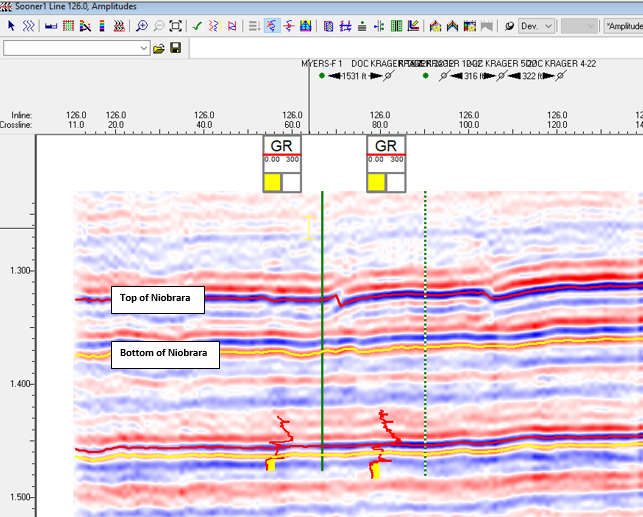 Sooner1 Line 126.0, Amplitudes
Dev.
*Amplitude
MYERS-F 1 DOC KRAGER
DOC KRAGER 4-22
1531 ft 316 ft 322 ft
Inline: 126.0 126.0 126.0 126.0 126.0 126.0 126.0
Crossline: 11.0 20.0 40.0 60.0 80.0 100.0 120.0 14
GR GR
0.00 300 0.00 300
1.300
Top of Niobrara
Bottom of Niobrara
1.400
1.500